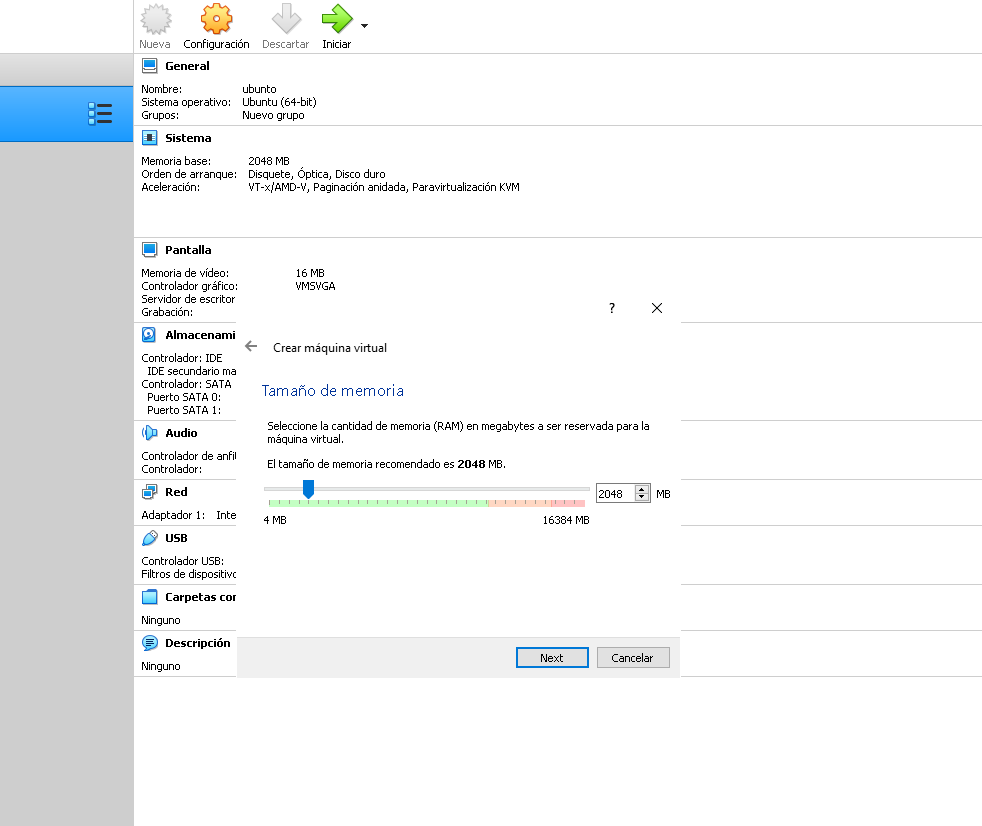 Nueva Configuración Descartar Iniciar
General
Nombre: ubunto
Sistema operativo: Ubuntu (64-bit)
Grupos: Nuevo grupo
Sistema
Memoria base: 2048 MB
Orden de arranque: Disquete, Óptica, Disco duro
Aceleración: VT-x/AMD-V, Paginación anidada, Paravirtualización KVM
Pantalla
Memoria de vídeo: 16 MB
Controlador gráfico: VMSVGA
Servidor de escritor
Grabación:
Almacenami
Controlador: IDE
IDE secundario ma
Controlador: SATA
Puerto SATA 0:
Puerto SATA 1:
Audio
Controlador de anfit
Controlador:
Red
Adaptador 1: Inte
USB
Controlador USB:
Filtros de dispositivo
Carpetas com
Ninguno
Descripción
Ninguno
?
Crear máquina virtual
Tamaño de memoria
Seleccione la cantidad de memoria (RAM) en megabytes a ser reservada para la
máquina virtual.
El tamaño de memoria recomendado es 2048 MB.
2048 MB
4 MB 16384 MB
Next Cancelar